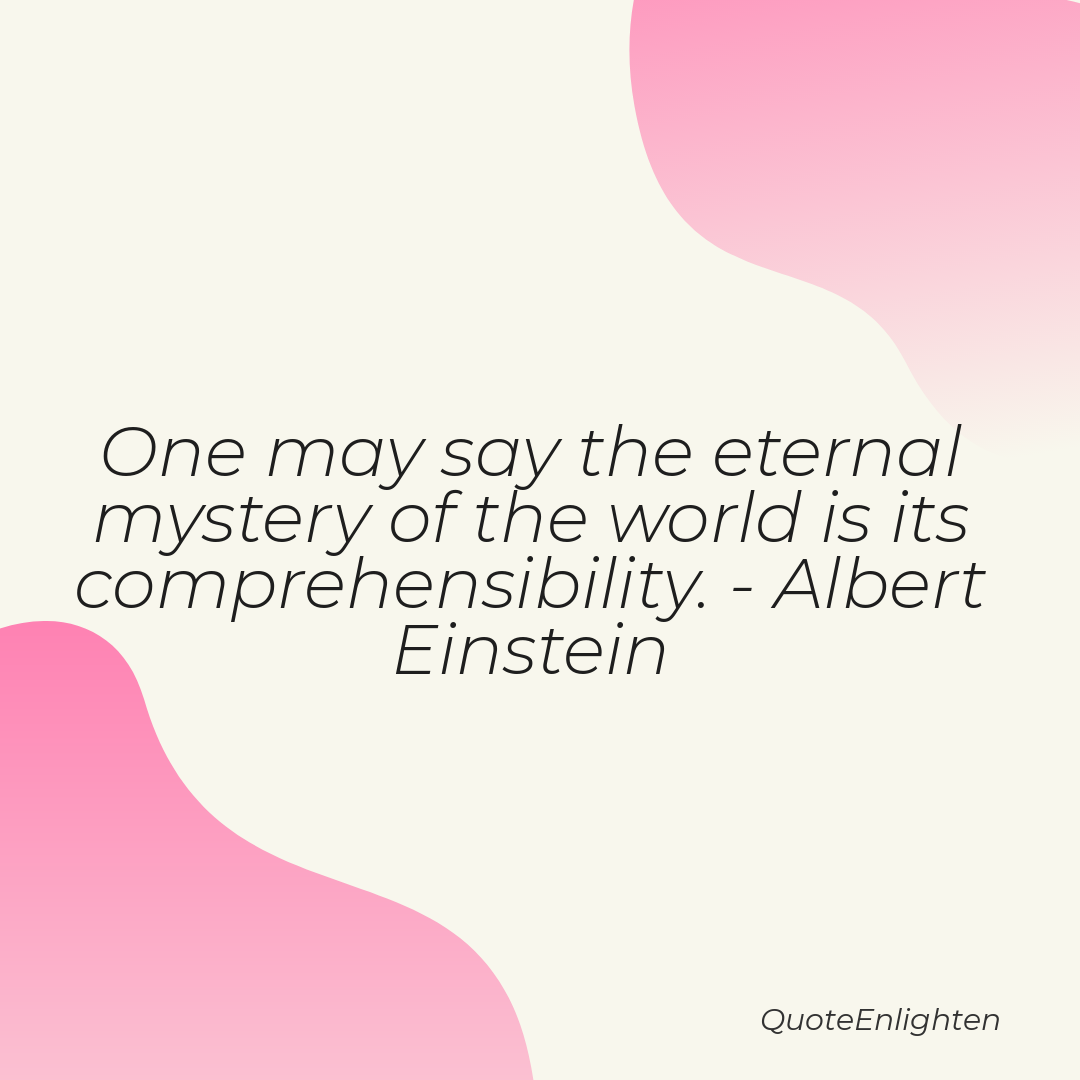 One may say the eternal
mystery of the world is its
comprehensibility. - Albert
Einstein
QuoteEnlighten